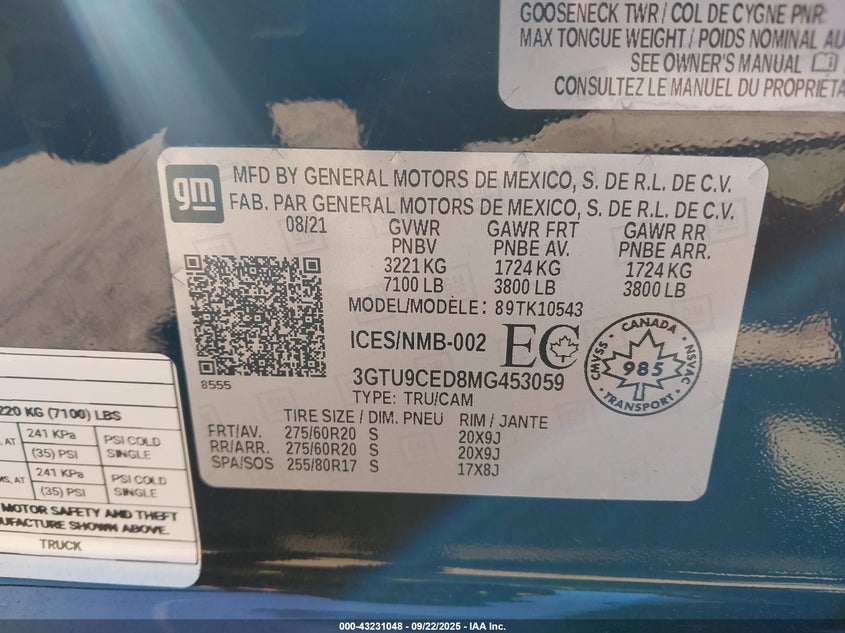 GOOSENECK TWR / COL DE CYGNE PNR:
MAX TONGUE WEIGHT / POIDS NOMINAL AU
SEE OWNER'S MANUAL
CONSULTEZ LE MANUEL DU PROPRIÉTA
gm
MFD BY GENERAL MOTORS DE MEXICO, S. DE R.L. DE C.V.
FAB. PAR GENERAL MOTORS DE MEXICO, S. DE R.L. DE C.V.
08/21 GVWR GAWR FRT GAWR RR
PNBV PNBE AV. PNBE ARR.
3221 KG 1724 KG 1724 KG
7100 LB 3800 LB 3800 LB
MODEL/MODÈLE: 89TK10543
ICES/NMB-002 EC
CANADA
CMVSS 985 NSVAC
TRANSPORT
8555
3GTU9CED8MG453059
TYPE: TRU/CAM
TIRE SIZE / DIM. PNEU RIM / JANTE
FRT/AV. 275/60R20 S 20X9J
RR/ARR. 275/60R20 S 20X9J
SPA/SOS 255/80R17 S 17X8J
220 KG (7100) LBS
AT 241 KPa PSI COLD
(35) PSI SINGLE
MS, AT 241 KPa PSI COLD
(35) PSI SINGLE
MOTOR SAFETY AND THEFT
UFACTURE SHOWN ABOVE.
TRUCK
000-43231048 - 09/22/2025 - IAA Inc.